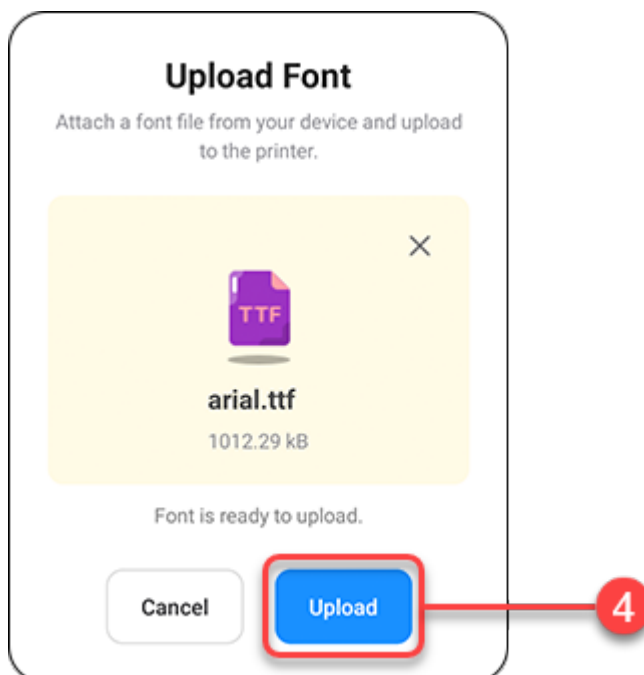 Upload Font
Attach a font file from your device and upload
to the printer.
TTF
arial.ttf
1012.29 kB
Font is ready to upload.
Cancel
Upload
4